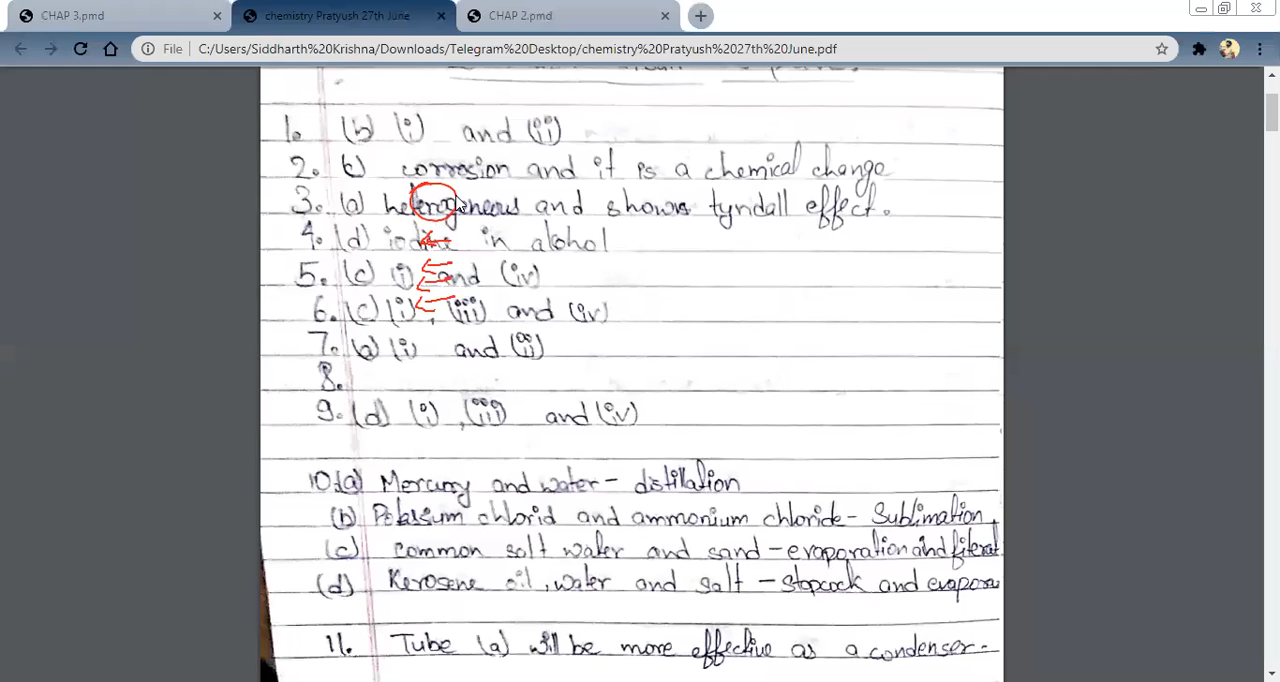 CHAP 3.pmd
chemistry Pratyush 27th June
CHAP 2.pmd
File
C:/Users/Siddharth%20Krishna/Downloads/Telegram%20Desktop/chemistry%20Pratyush%2027th%20June.pdf
1. (b) (i) and (ii)
2. (c) corrosion and it is a chemical change
3. (a) heterogeneous and shows tyndall effect.
4. (d) iodine in alohol
5. (c) (i) and (iv)
6. (c) (i), (iii) and (iv)
7. (a) (i) and (ii)
8.
9. (d) (i), (iii) and (iv)
10. (a) Mercury and water - distillation
(b) Potassium chlorid and ammonium chloride - Sublimation.
(c) common salt water and sand - evaporation and filterat
(d) Kerosene oil, water and salt - stopcock and evapora
11. Tube (a) will be more effective as a condenser -